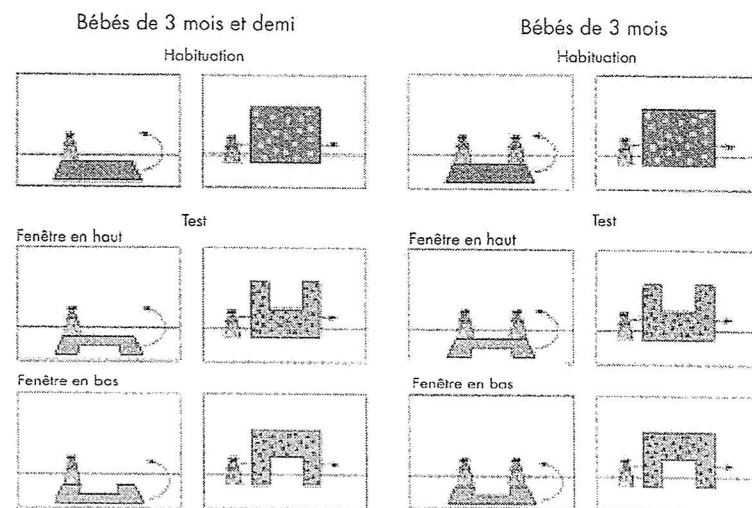 Bébés de 3 mois et demi
Habituation
Test
Fenêtre en haut
Fenêtre en bas
Bébés de 3 mois
Habituation
Test
Fenêtre en haut
Fenêtre en bas